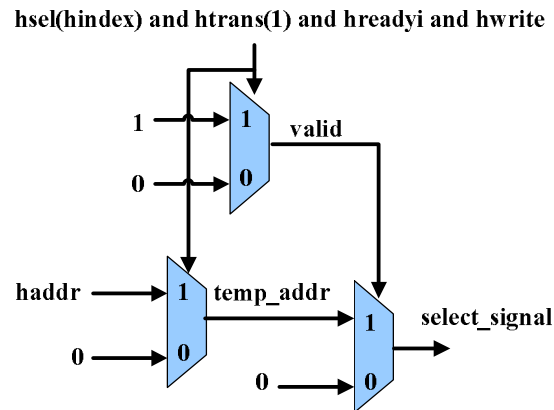 hsel(hindex) and htrans(1) and hreadyi and hwrite
1
1
valid
0
0
haddr
1
temp_addr
1
select_signal
0
0
0
0